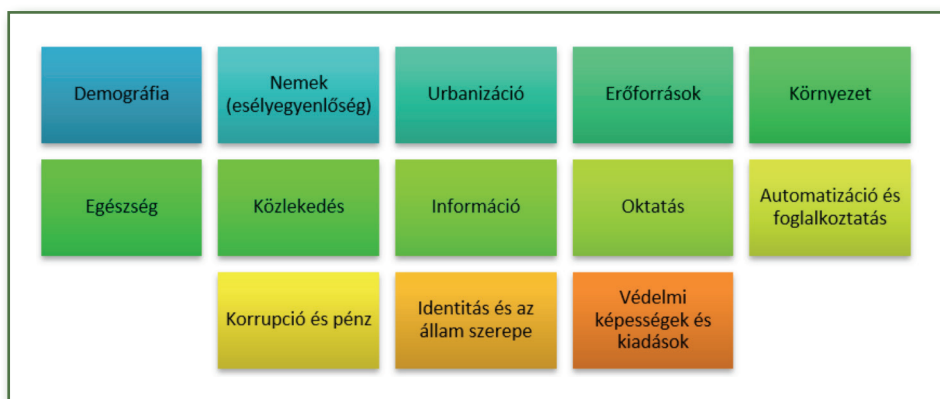 Demográfia
Nemek
(esélyegyenlőség)
Urbanizáció
Erőforrások
Környezet
Egészség
Közlekedés
Információ
Oktatás
Automatizáció és
foglalkoztatás
Korrupció és pénz
Identitás és az
állam szerepe
Védelmi
képességek és
kiadások